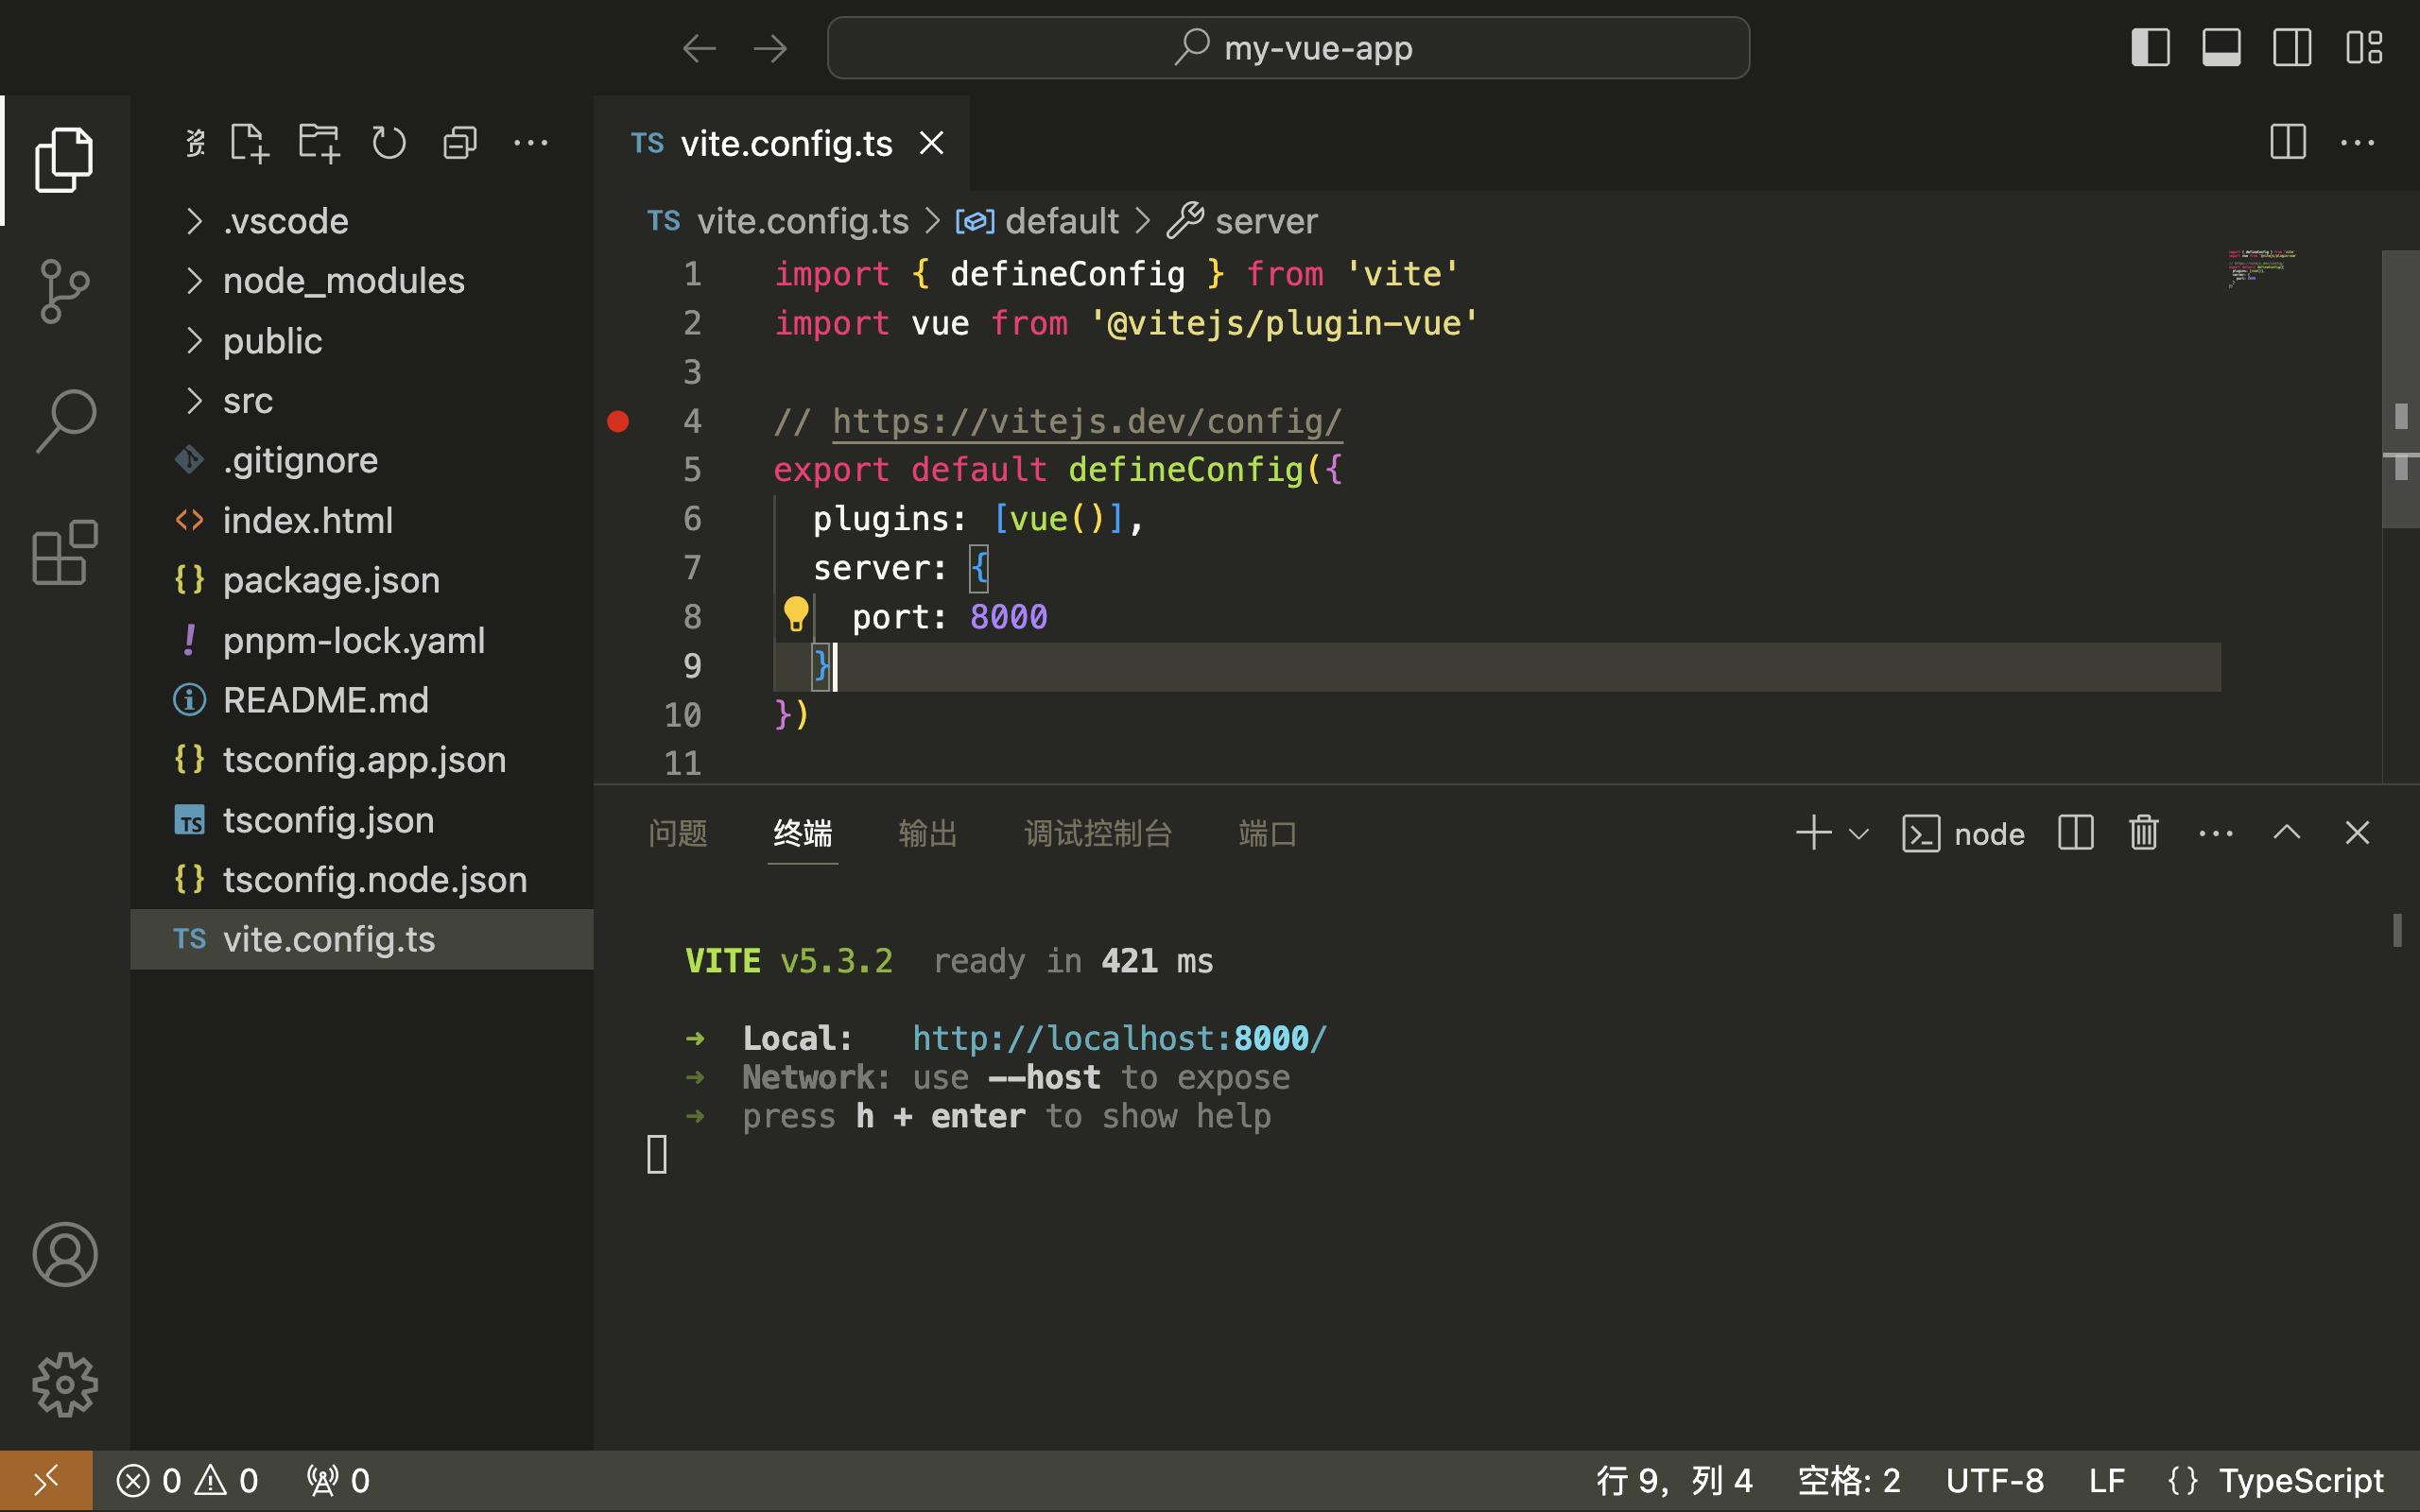 my-vue-app
TS vite.config.ts
TS vite.config.ts > default > server
.vscode
node_modules
public
src
.gitignore
index.html
package.json
pnpm-lock.yaml
README.md
tsconfig.app.json
TS tsconfig.json
tsconfig.node.json
TS vite.config.ts
1 import { defineConfig } from 'vite'
2 import vue from '@vitejs/plugin-vue'
3
4 // https://vitejs.dev/config/
5 export default defineConfig({
6 plugins: [vue()],
7 server: {
8 port: 8000
9 }
10 })
11
问题 终端 输出 调试控制台 端口
node
VITE v5.3.2 ready in 421 ms
➜ Local: http://localhost:8000/
➜ Network: use --host to expose
➜ press h + enter to show help
0 0 0
行 9，列 4 空格: 2 UTF-8 LF {} TypeScript